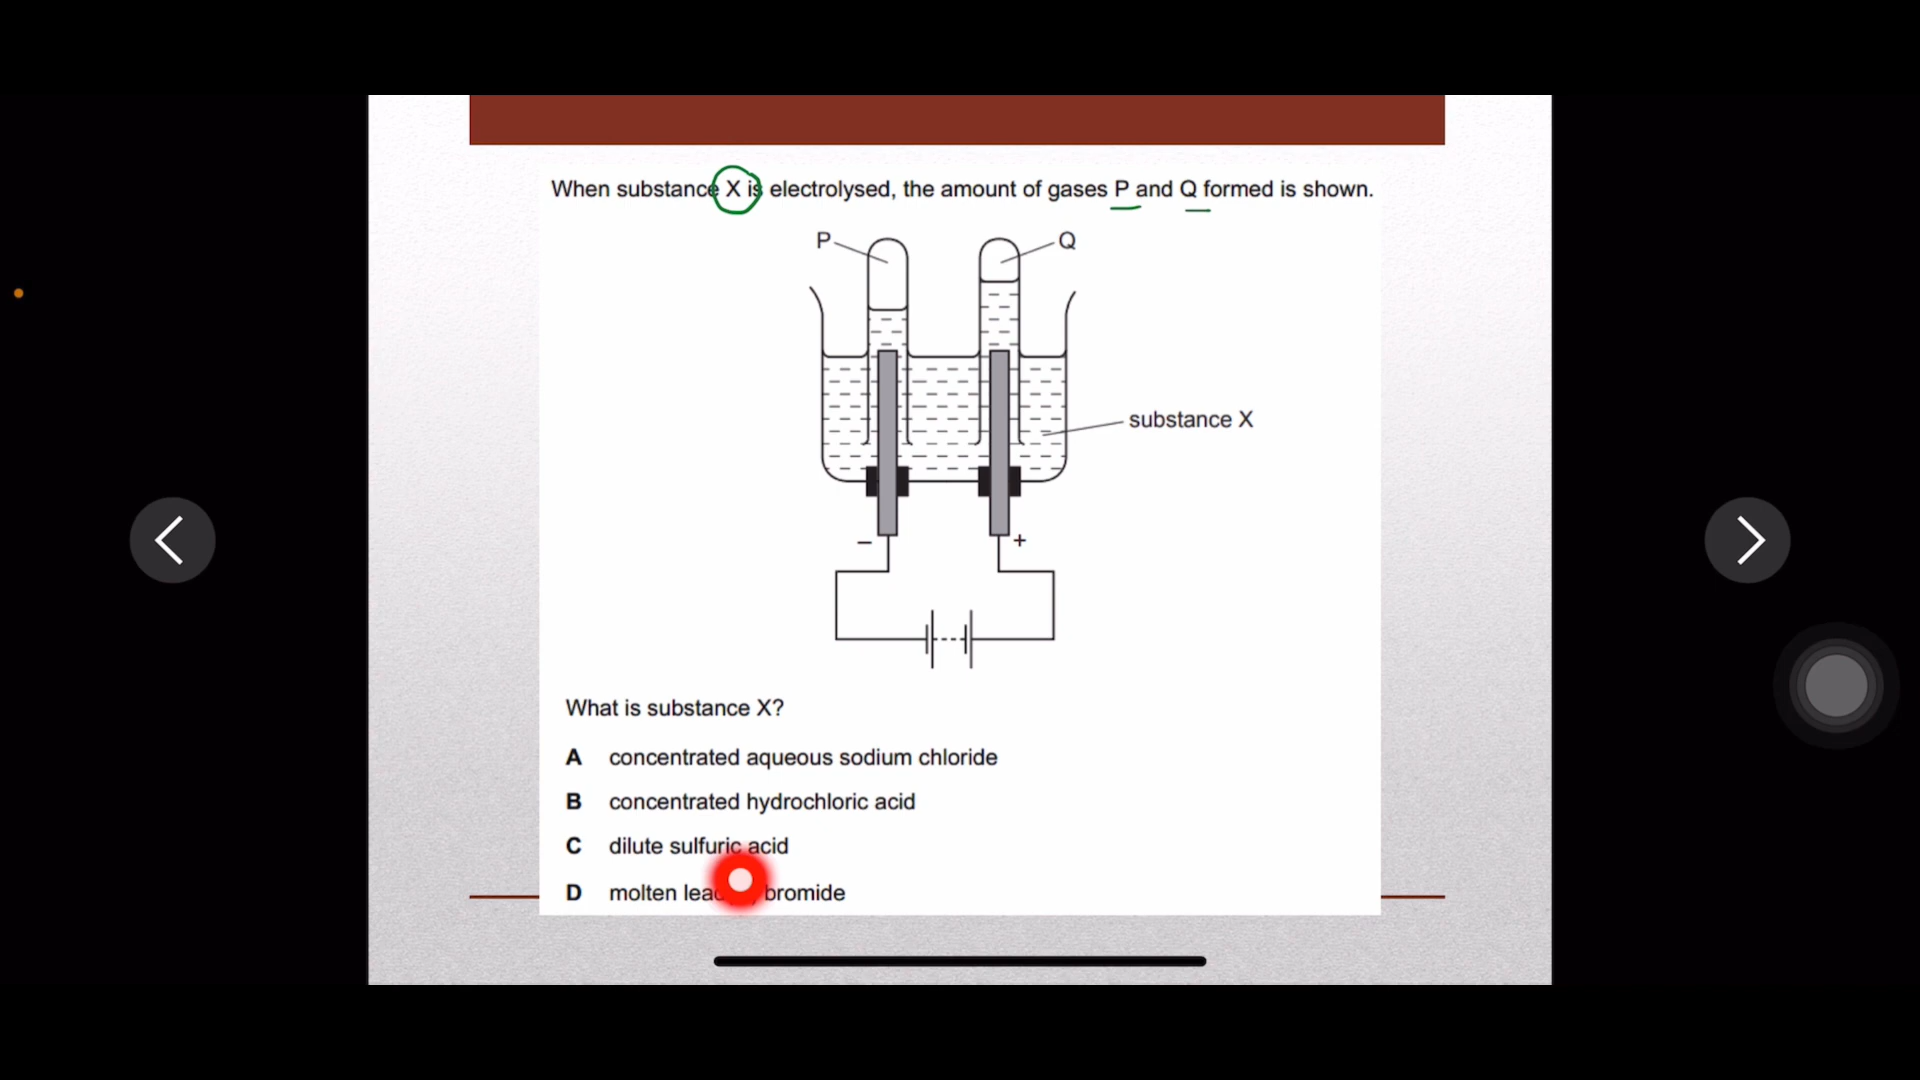 When substance X is electrolysed, the amount of gases P and Q formed is shown.
P
Q
substance X
–
+
What is substance X?
A concentrated aqueous sodium chloride
B concentrated hydrochloric acid
C dilute sulfuric acid
D molten bromide